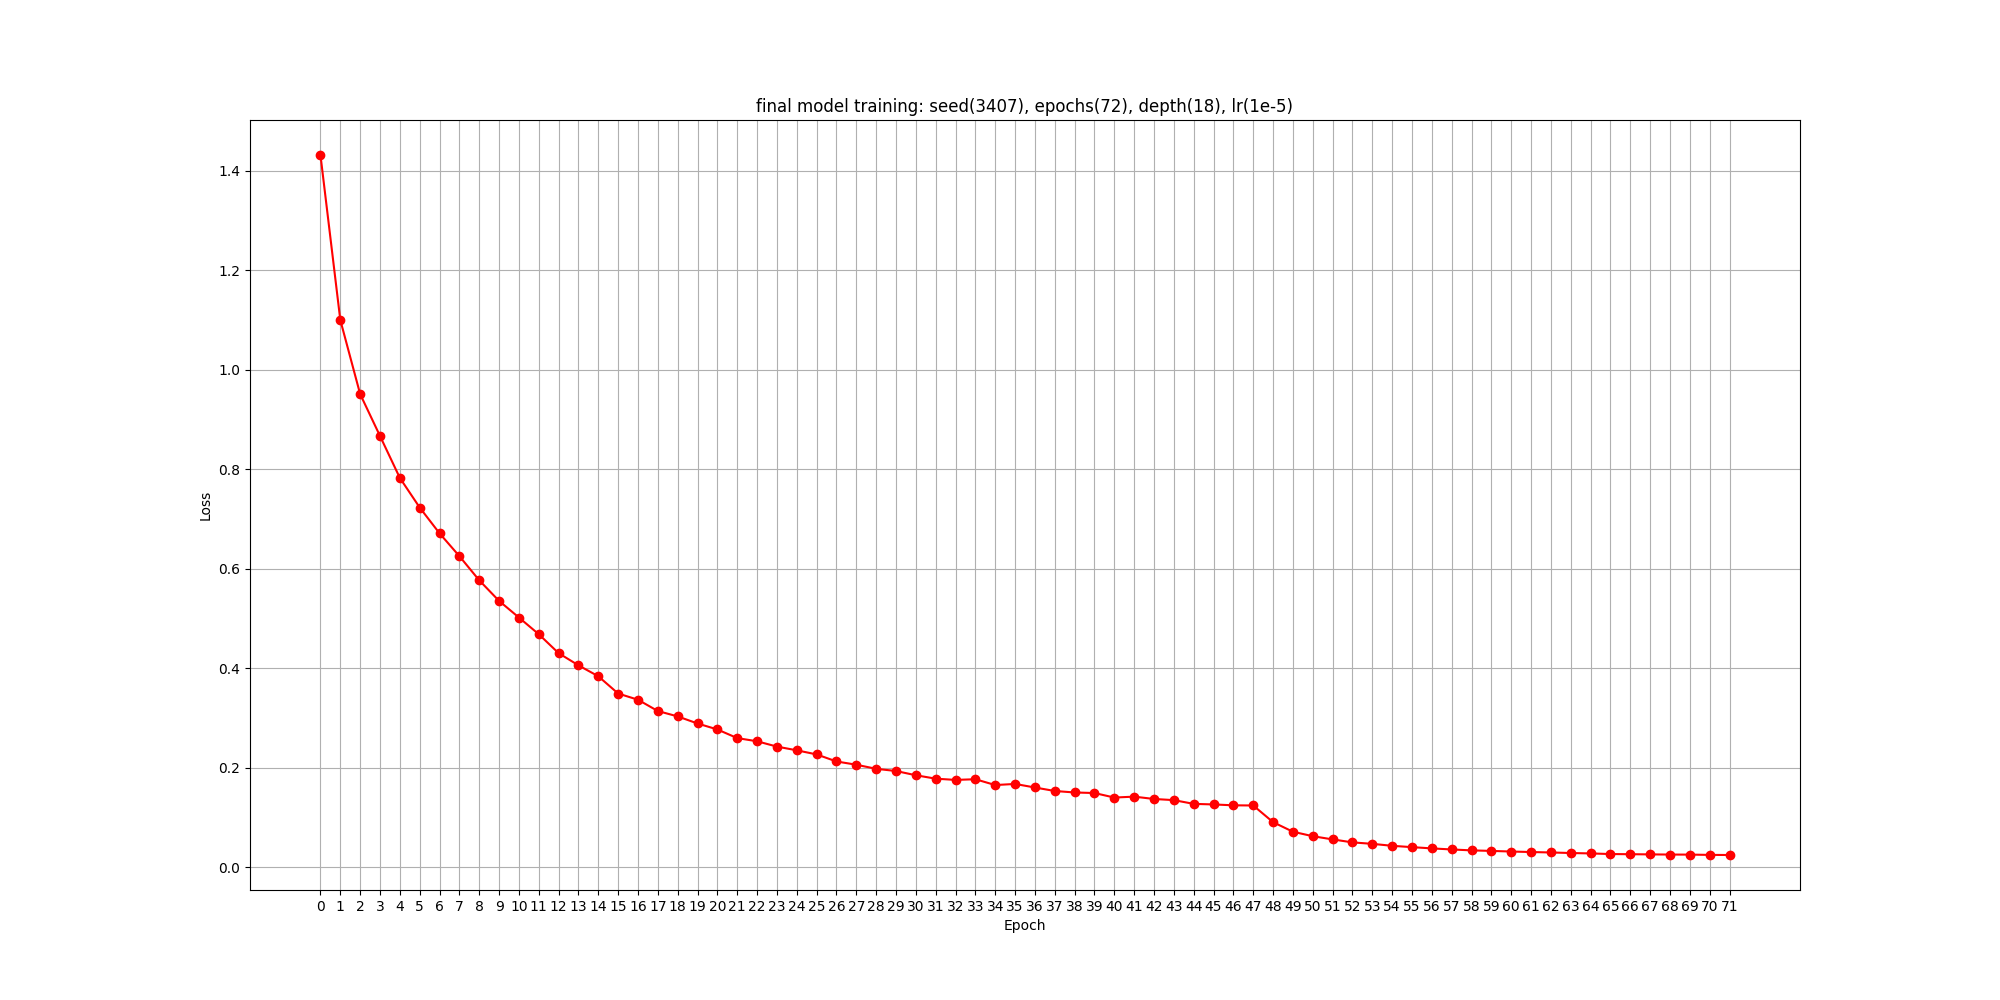 final model training: seed(3407), epochs(72), depth(18), lr(1e-5)
1.4
1.2
1.0
0.8
0.6
0.4
0.2
0.0
Loss
0 1 2 3 4 5 6 7 8 9 10 11 12 13 14 15 16 17 18 19 20 21 22 23 24 25 26 27 28 29 30 31 32 33 34 35 36 37 38 39 40 41 42 43 44 45 46 47 48 49 50 51 52 53 54 55 56 57 58 59 60 61 62 63 64 65 66 67 68 69 70 71
Epoch